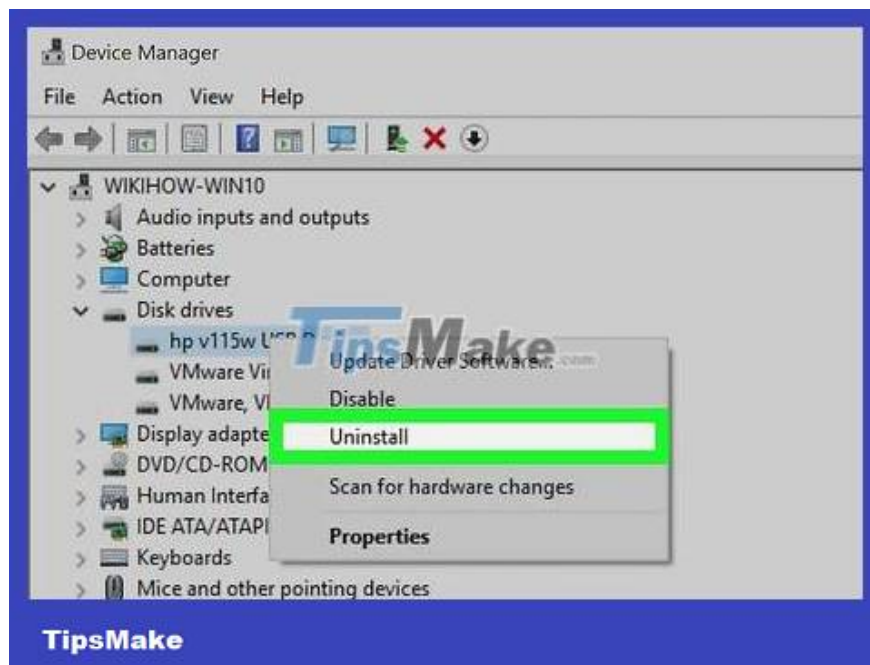 Device Manager
File Action View Help
WIKIHOW-WIN10
Audio inputs and outputs
Batteries
Computer
Disk drives
hp v115w
TipsMake.com
Update Driver Software...
VMware
Disable
VMware,
Uninstall
Display
DVD/CD-ROM
Scan for hardware changes
Human
IDE ATA/ATAPI
Properties
Keyboards
Mice and other pointing devices
TipsMake